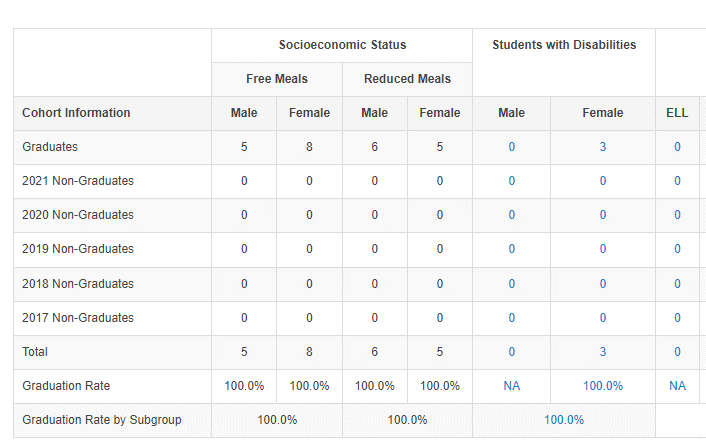 Socioeconomic Status Students with Disabilities
Free Meals Reduced Meals
Cohort Information Male Female Male Female Male Female ELL
Graduates 5 8 6 5 0 3 0
2021 Non-Graduates 0 0 0 0 0 0 0
2020 Non-Graduates 0 0 0 0 0 0 0
2019 Non-Graduates 0 0 0 0 0 0 0
2018 Non-Graduates 0 0 0 0 0 0 0
2017 Non-Graduates 0 0 0 0 0 0 0
Total 5 8 6 5 0 3 0
Graduation Rate 100.0% 100.0% 100.0% 100.0% NA 100.0% NA
Graduation Rate by Subgroup 100.0% 100.0% 100.0%